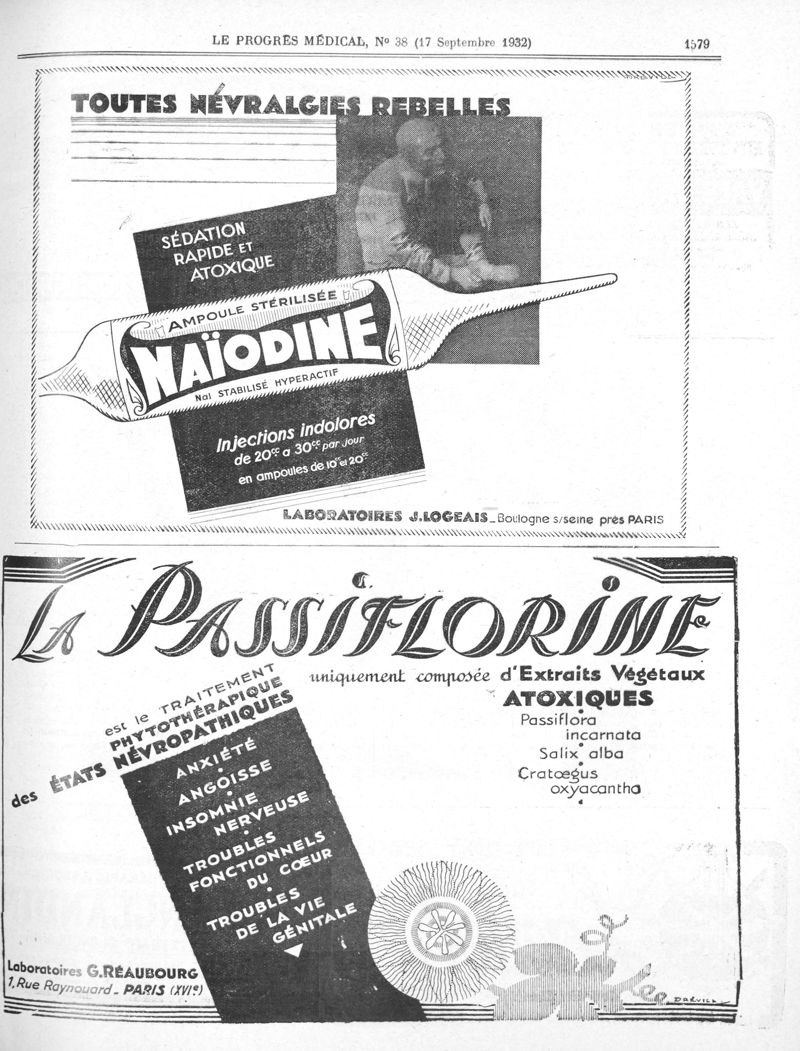 LE PROGRÈS MÉDICAL, Nº 38 (17 Septembre 1932)
1579
TOUTES NÉVRALGIES REBELLES
SÉDATION
RAPIDE ET
ATOXIQUE
AMPOULE STÉRILISÉE
NAÏODINE
NaI STABILISÉ HYPERACTIF
Injections indolores
de 20cc a 30cc par jour
en ampoules de 10cc et 20cc
LABORATOIRES J. LOGEAIS_Boulogne s/seine près PARIS
LA PASSIFLORINE
uniquement composée d'Extraits Végétaux
ATOXIQUES
Passiflora
incarnata
Salix alba
Cratœgus
oxyacantha
est le TRAITEMENT
PHYTOTHÉRAPIQUE
des ÉTATS NÉVROPATHIQUES
ANXIÉTÉ
ANGOISSE
INSOMNIE
NERVEUSE
TROUBLES
FONCTIONNELS
DU CŒUR
TROUBLES
DE LA VIE
GÉNITALE
Laboratoires G. RÉAUBOURG
1, Rue Raynouard_ PARIS (XVIe)